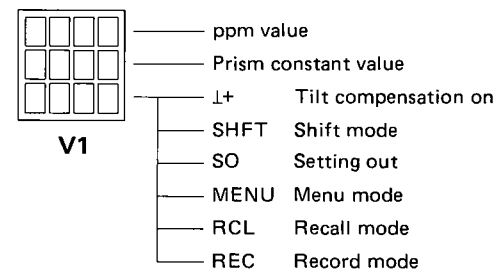 ppm value
Prism constant value
⊥+ Tilt compensation on
V1
SHFT Shift mode
SO Setting out
MENU Menu mode
RCL Recall mode
REC Record mode